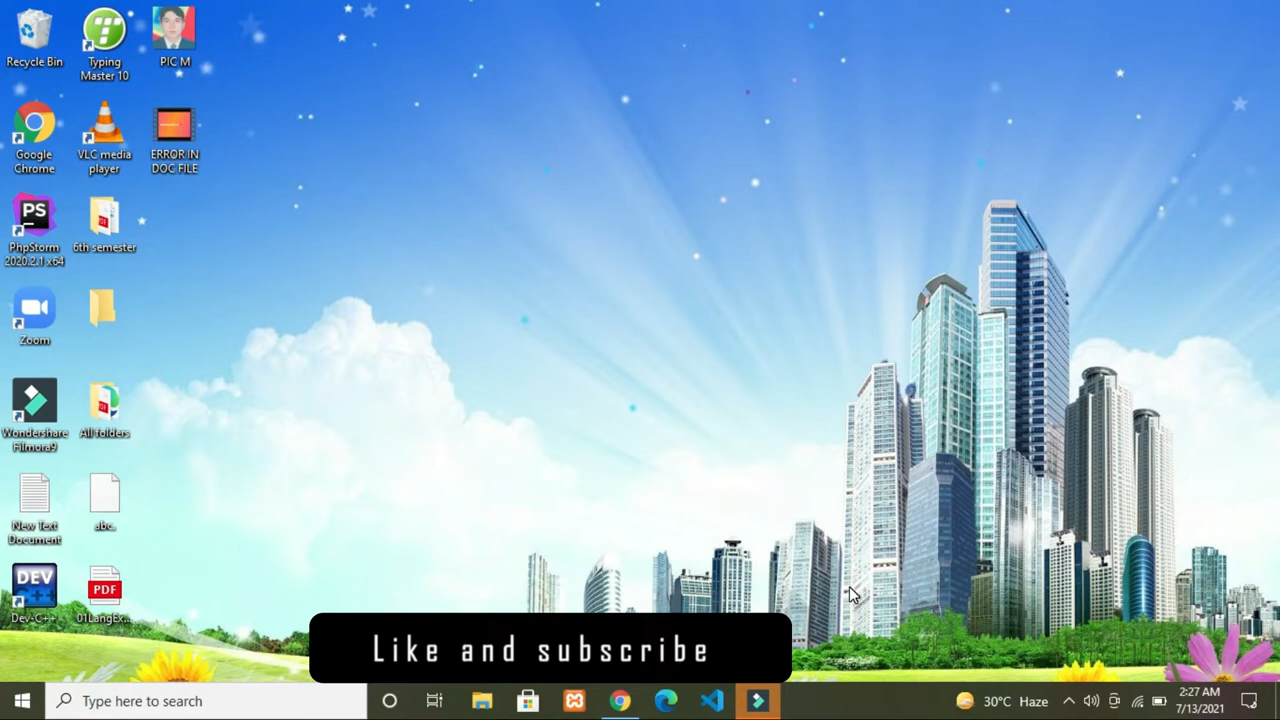 Recycle Bin
Typing
Master 10
PIC M
Google
Chrome
VLC media
player
ERROR IN
DOC FILE
PS
PhpStorm
2020.2.1 x64
6th semester
Zoom
Wondershare
Filmora9
All folders
New Text
Document
abc.
DEV
C++
Dev-C++
PDF
01LangEx...
Like and subscribe
Type here to search
30°C Haze
2:27 AM
7/13/2021